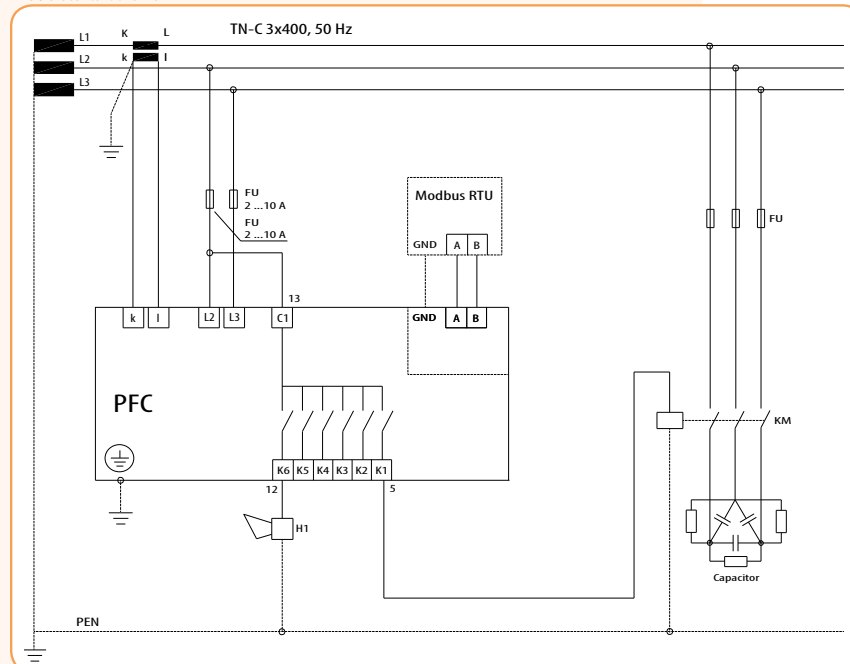 TN-C 3x400, 50 Hz
L1 K L
L2 k l
L3
FU
2 ...10 A
FU
2 ...10 A
Modbus RTU
GND A B
FU
13
k l L2 L3 C1 GND A B
PFC
KM
K6 K5 K4 K3 K2 K1
12 5
H1
Capacitor
PEN